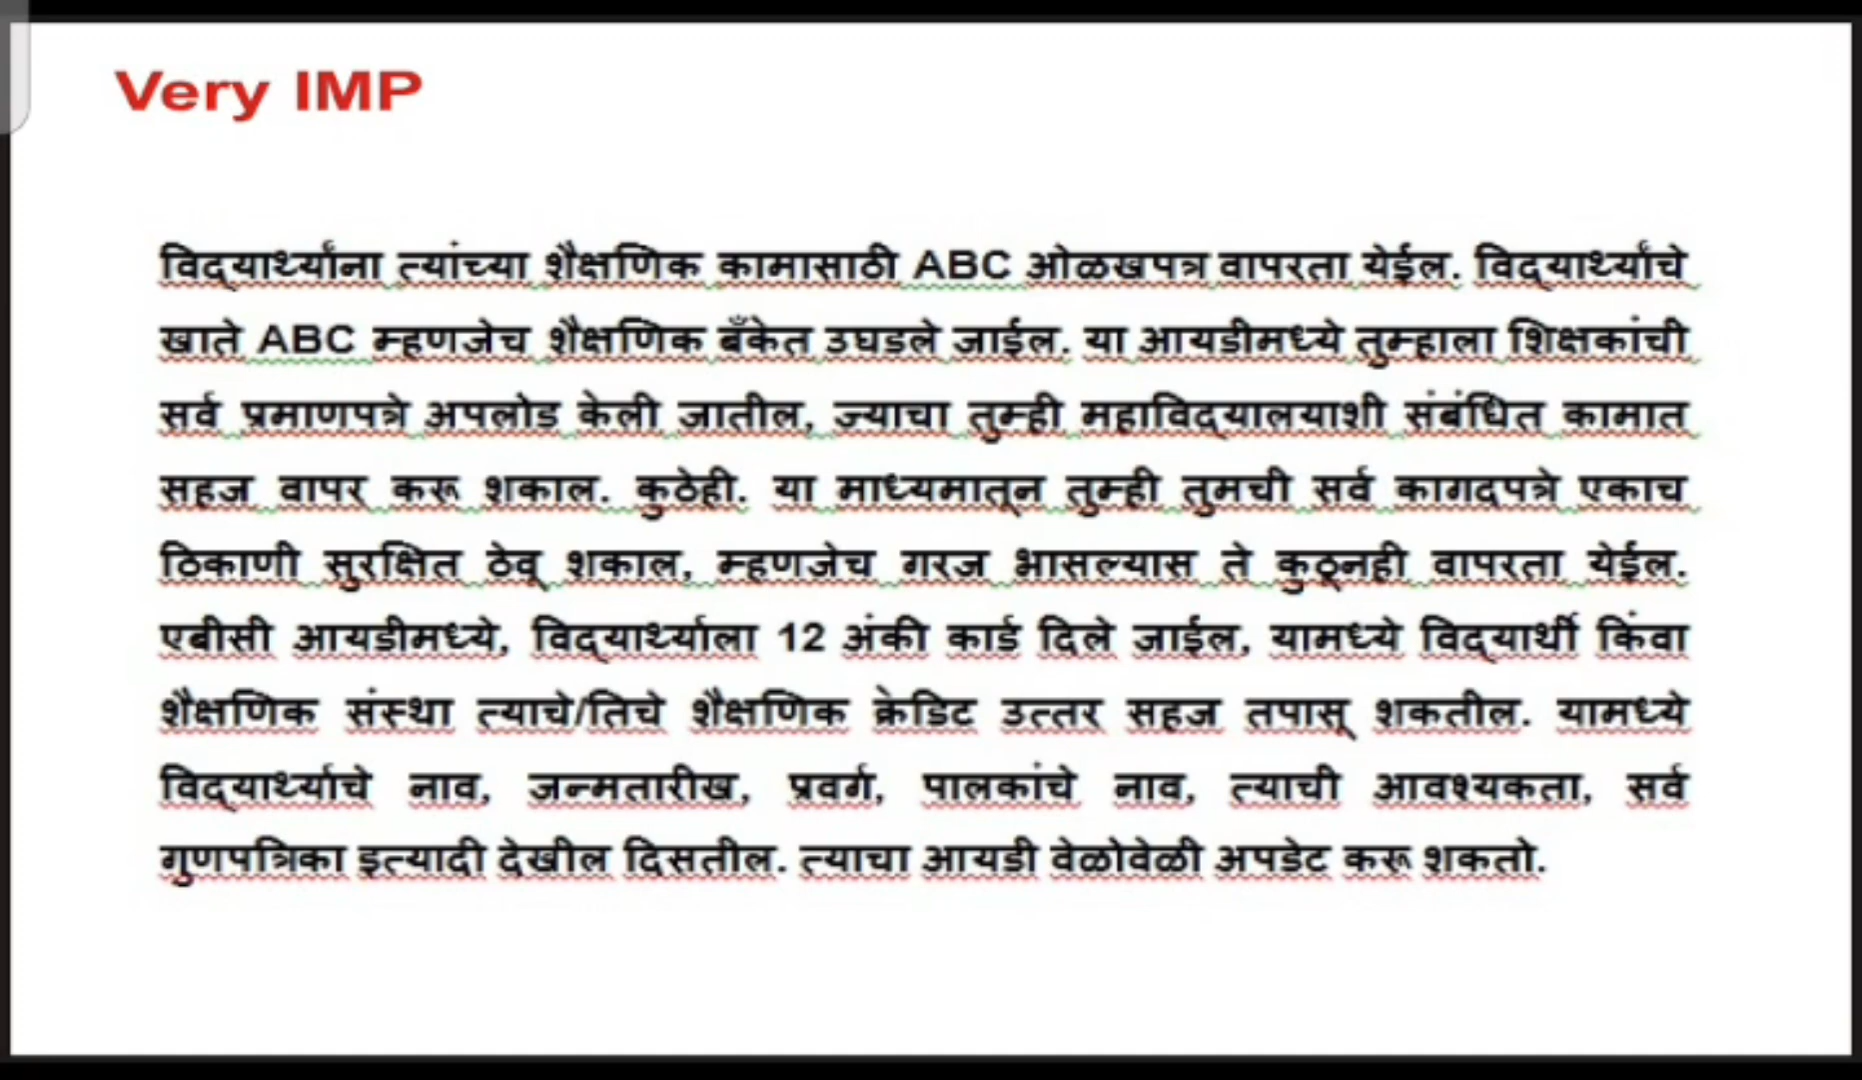 Very IMP
विद्यार्थ्यांना त्यांच्या शैक्षणिक कामासाठी ABC ओळखपत्र वापरता येईल. विद्यार्थ्यांचे
खाते ABC म्हणजेच शैक्षणिक बँकेत उघडले जाईल. या आयडीमध्ये तुम्हाला शिक्षकांची
सर्व प्रमाणपत्रे अपलोड केली जातील, ज्याचा तुम्ही महाविद्यालयाशी संबंधित कामात
सहज वापर करू शकाल. कुठेही. या माध्यमातून तुम्ही तुमची सर्व कागदपत्रे एकाच
ठिकाणी सुरक्षित ठेवू शकाल, म्हणजेच गरज भासल्यास ते कुठूनही वापरता येईल.
एबीसी आयडीमध्ये, विद्यार्थ्याला 12 अंकी कार्ड दिले जाईल, यामध्ये विद्यार्थी किंवा
शैक्षणिक संस्था त्याचे/तिचे शैक्षणिक क्रेडिट उत्तर सहज तपासू शकतील. यामध्ये
विद्यार्थ्याचे नाव, जन्मतारीख, प्रवर्ग, पालकांचे नाव, त्याची आवश्यकता, सर्व
गुणपत्रिका इत्यादी देखील दिसतील. त्याचा आयडी वेळोवेळी अपडेट करू शकतो.